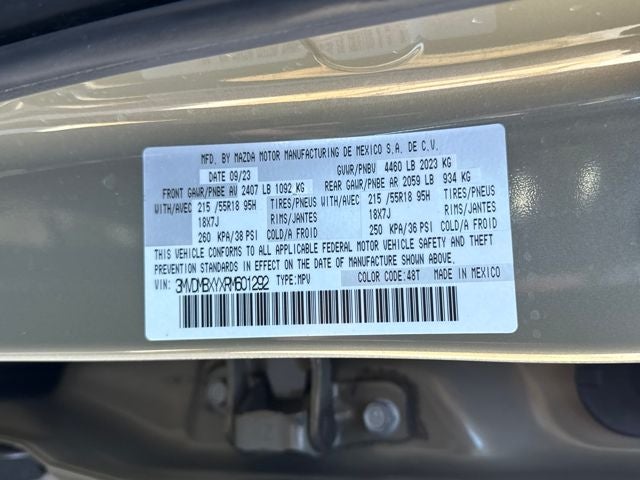 MFD. BY MAZDA MOTOR MANUFACTURING DE MEXICO S.A. DE C.V.
DATE 09/23 GVWR/PNBV 4460 LB 2023 KG
FRONT GAWR/PNBE AV 2407 LB 1092 KG REAR GAWR/PNBE AR 2059 LB 934 KG
WITH/AVEC 215 /55R18 95H TIRES/PNEUS WITH/AVEC 215 /55R18 95H TIRES/PNEUS
18X7J RIMS/JANTES 18X7J RIMS/JANTES
260 KPA/38 PSI COLD/A FROID 250 KPA/36 PSI COLD/A FROID
THIS VEHICLE CONFORMS TO ALL APPLICABLE FEDERAL MOTOR VEHICLE SAFETY AND THEFT
PREVENTION STANDARDS IN EFFECT ON THE DATE OF MANUFACTURE SHOWN ABOVE.
VIN: 3MVDMBXYXRM601292 TYPE:MPV COLOR CODE:48T MADE IN MEXICO